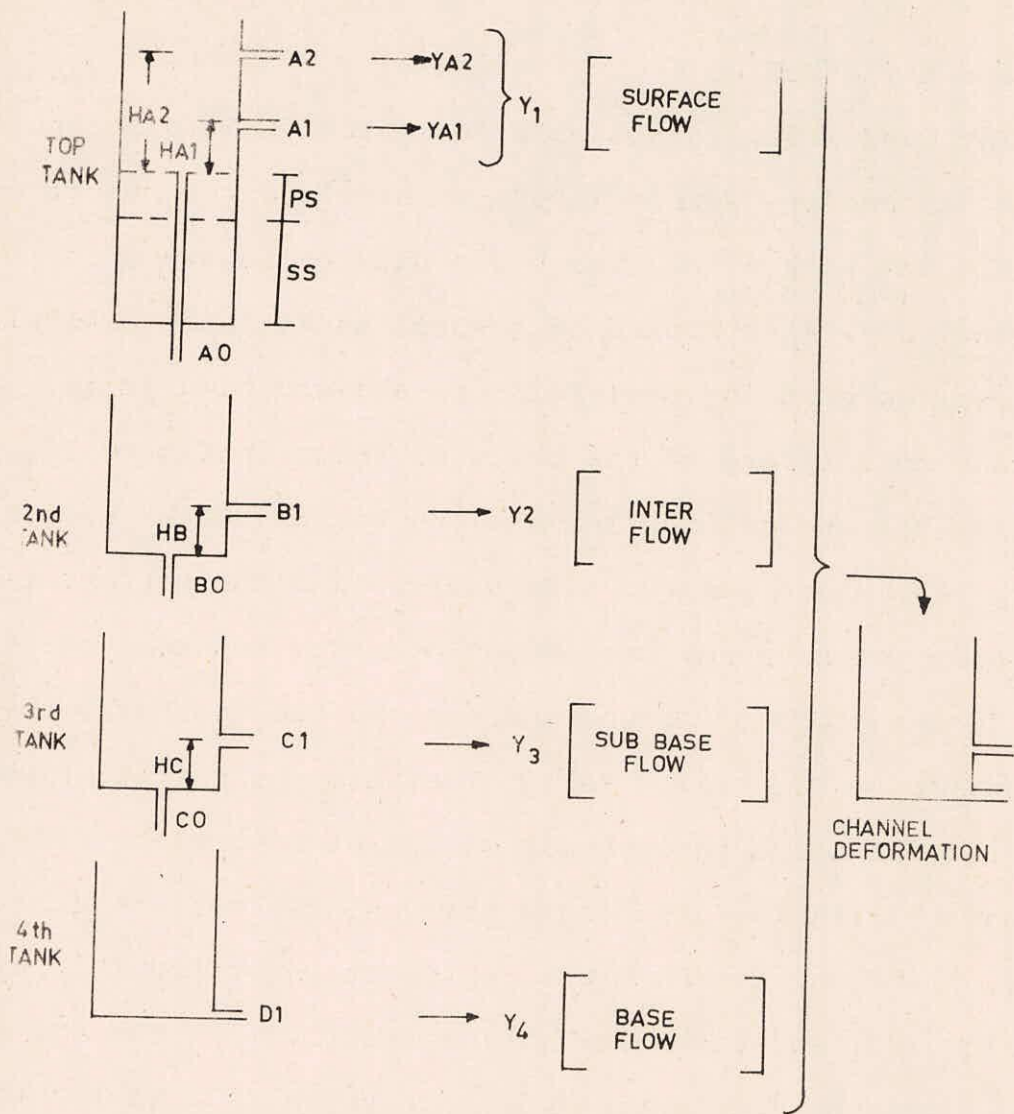 A2
YA2
HA2
A1
YA1
Y1
SURFACE
FLOW
HA1
TOP
TANK
PS
SS
A0
2nd
TANK
HB
B1
Y2
INTER
FLOW
B0
3rd
TANK
HC
C1
Y3
SUB BASE
FLOW
C0
CHANNEL
DEFORMATION
4th
TANK
D1
Y4
BASE
FLOW